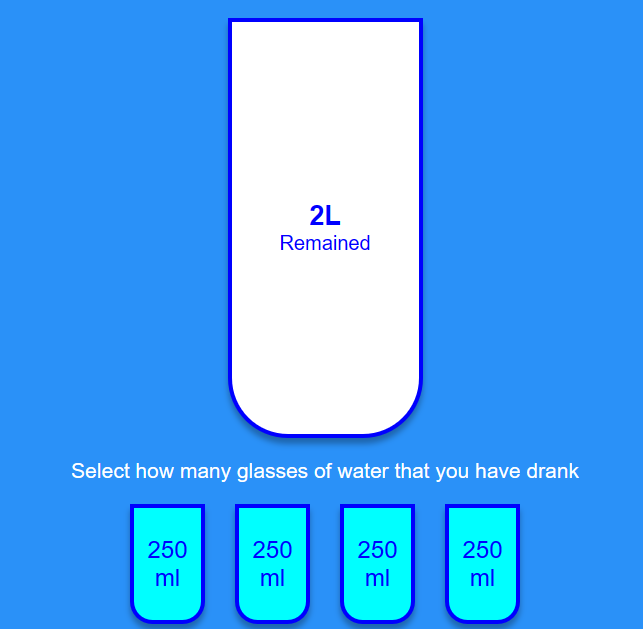 2L
Remained
Select how many glasses of water that you have drank
250 250 250 250
ml ml ml ml